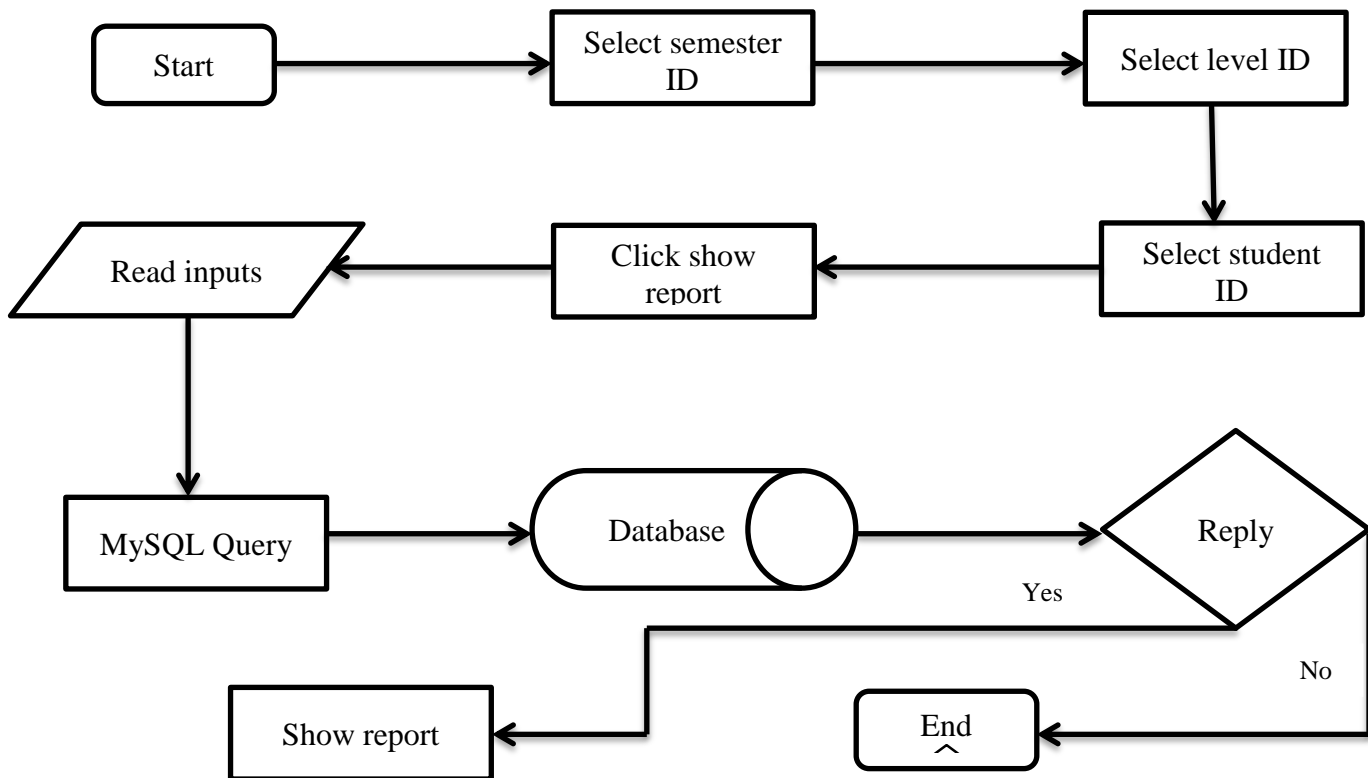 Start
Select semester
ID
Select level ID
Select student
ID
Click show
report
Read inputs
MySQL Query
Database
Reply
Yes
No
Show report
End